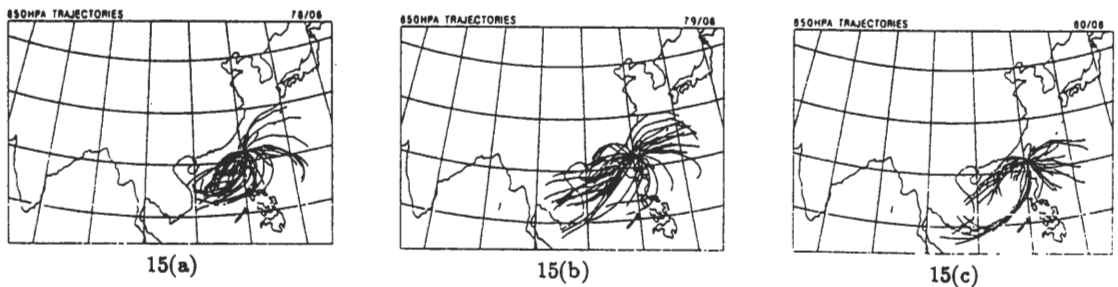 850HPA TRAJECTORIES 78/06
850HPA TRAJECTORIES 79/06
850HPA TRAJECTORIES 80/06
15(a)
15(b)
15(c)